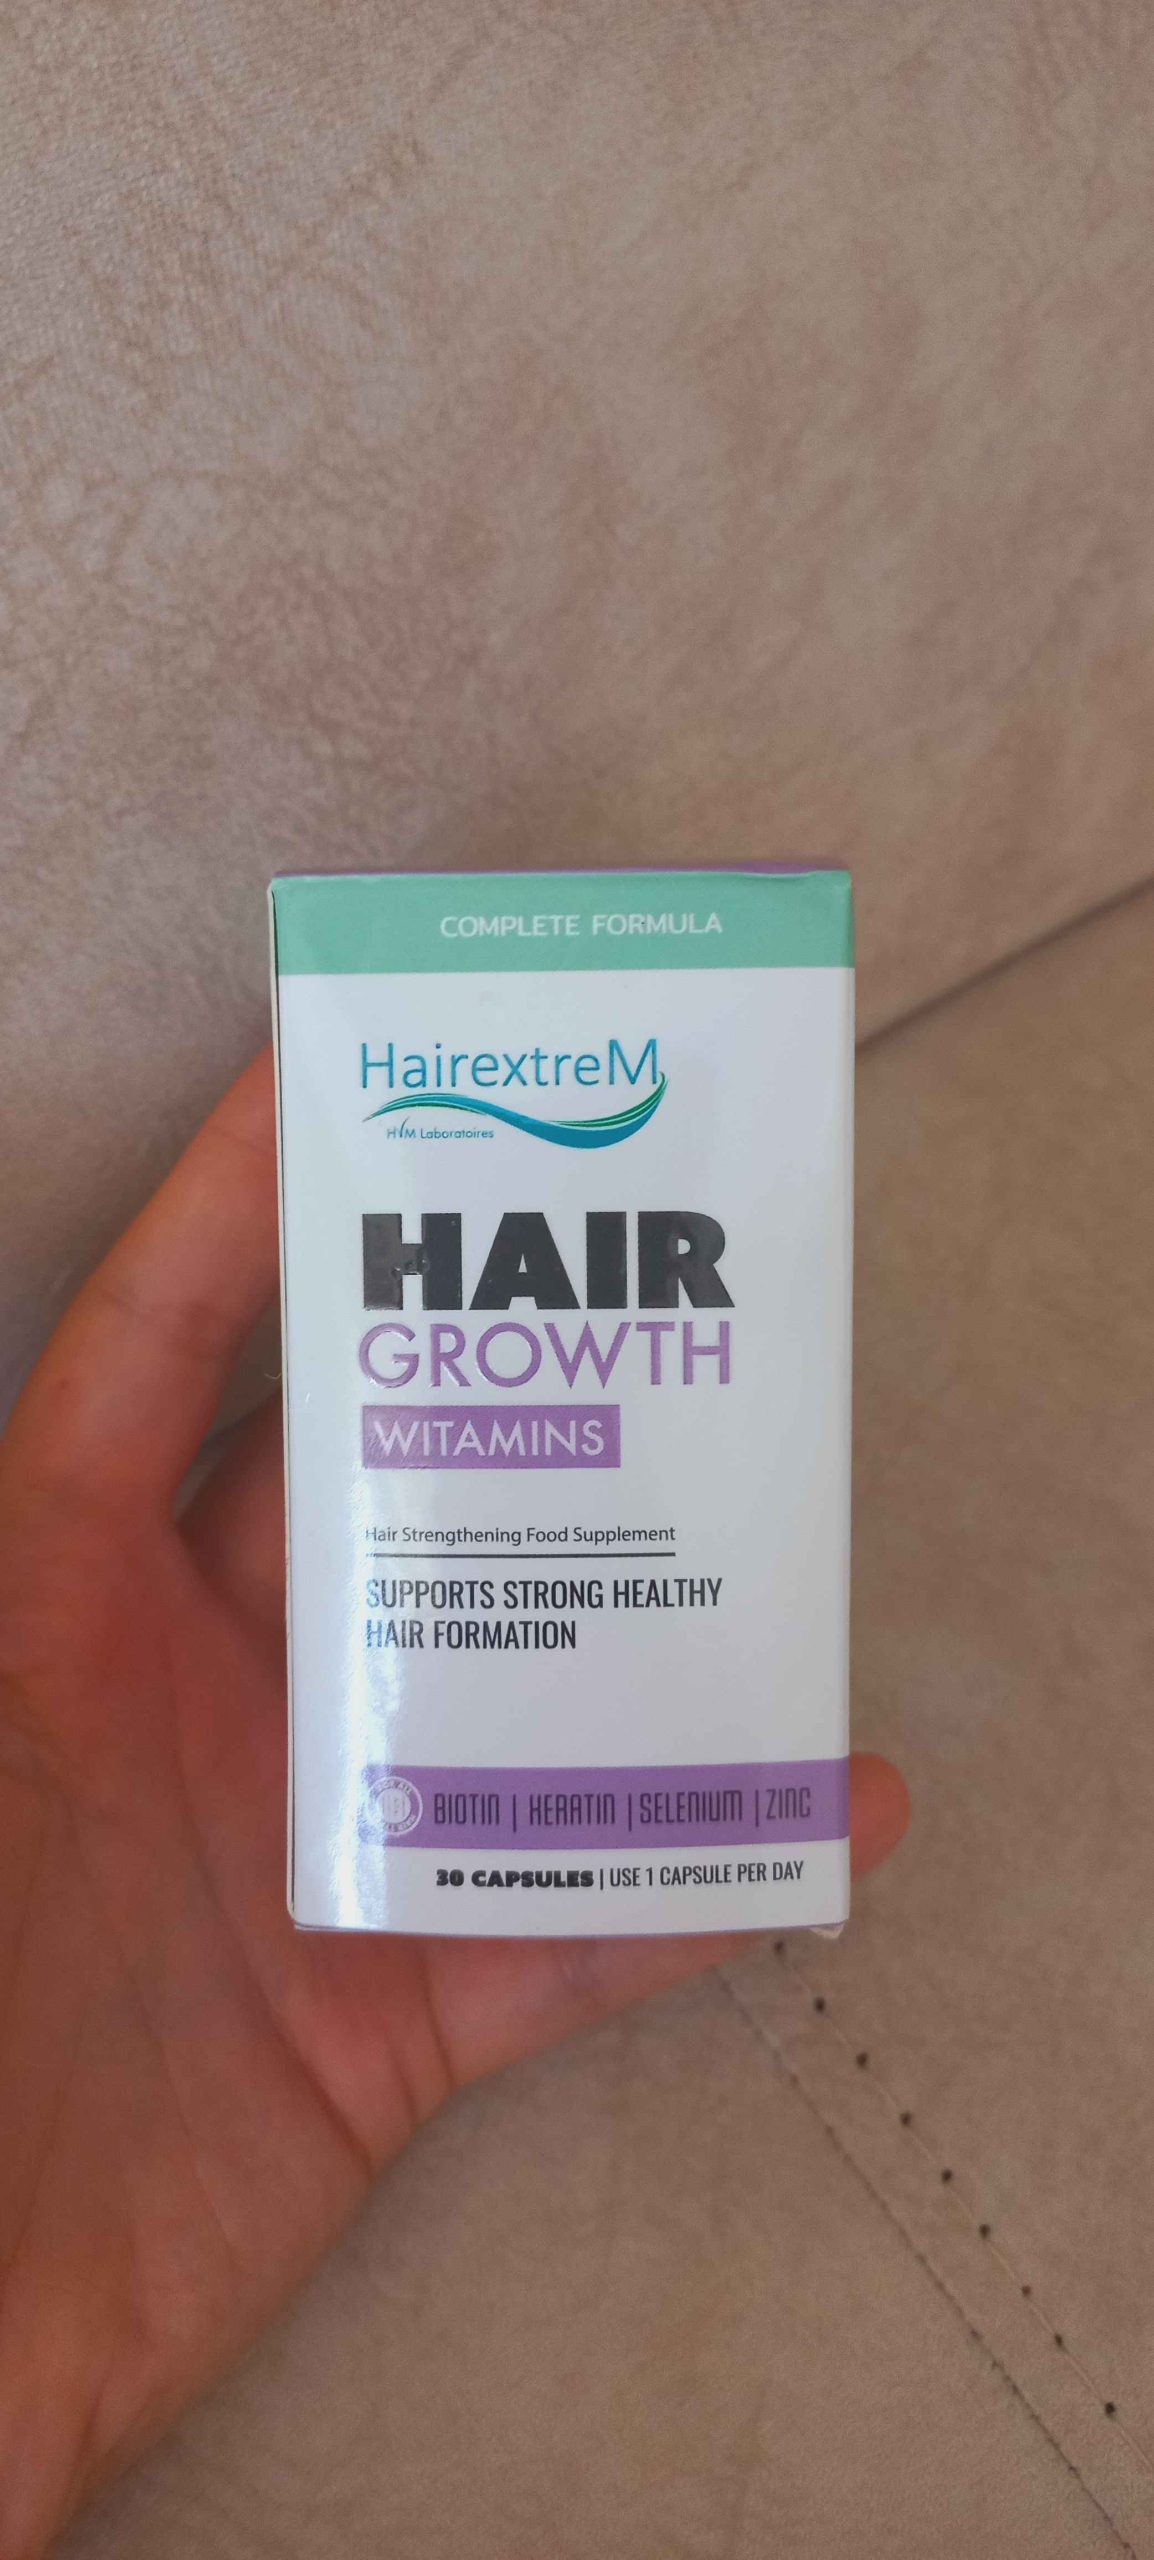 COMPLETE FORMULA
HairextreM
HYM Laboratoires
HAIR
GROWTH
WITAMINS
Hair Strengthening Food Supplement
SUPPORTS STRONG HEALTHY
HAIR FORMATION
BIOTIN | KERATIN | SELENIUM | ZINC
30 CAPSULES | USE 1 CAPSULE PER DAY